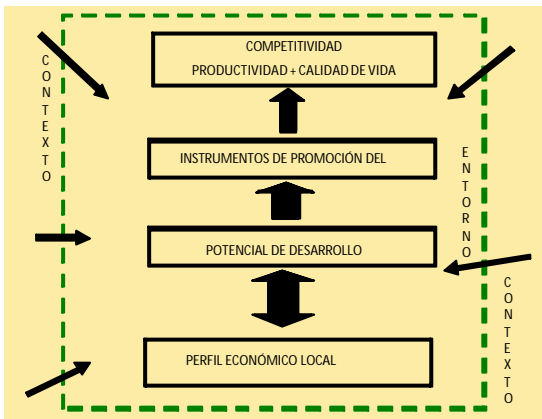 CONTEXTO
COMPETITIVIDAD
PRODUCTIVIDAD + CALIDAD DE VIDA
INSTRUMENTOS DE PROMOCIÓN DEL
ENTORNO
POTENCIAL DE DESARROLLO
CONTEXTO
PERFIL ECONÓMICO LOCAL